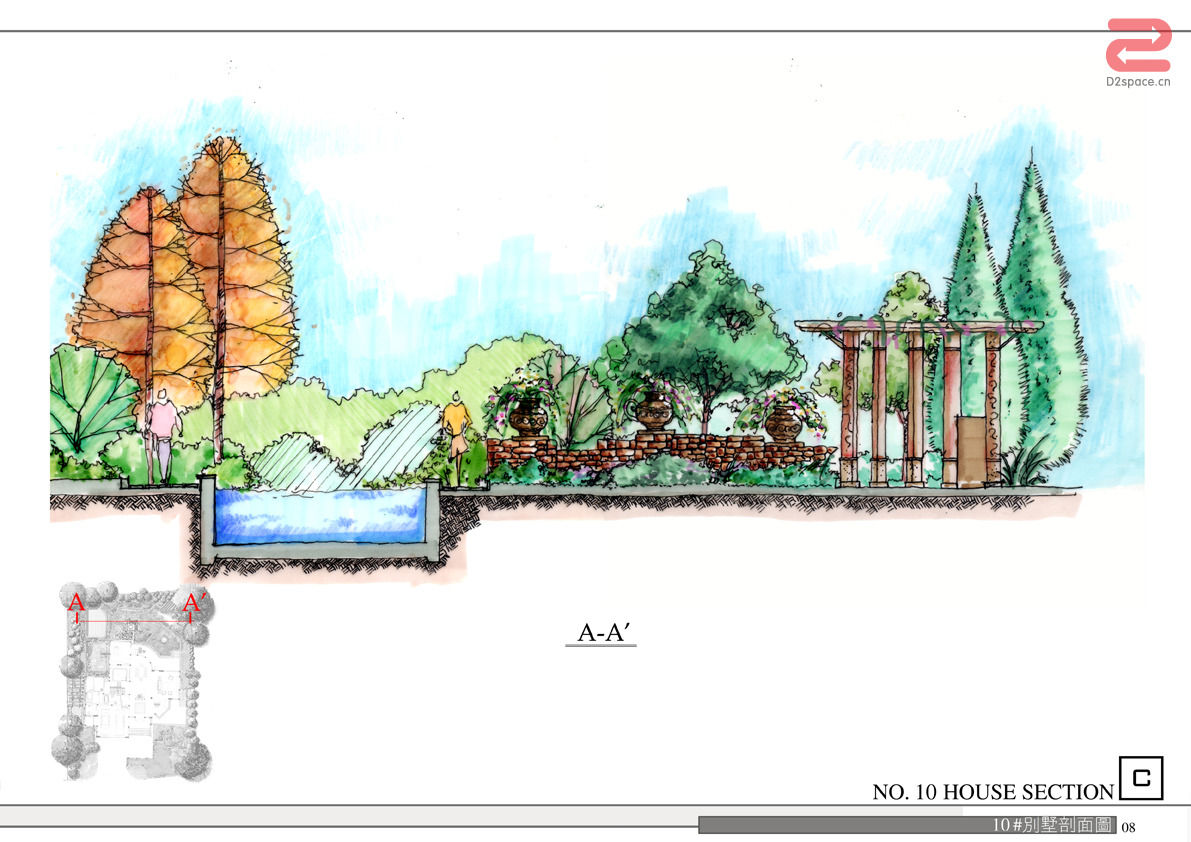 D2space.cn
A A′
A-A′
NO. 10 HOUSE SECTION C
10#別墅剖面圖 08